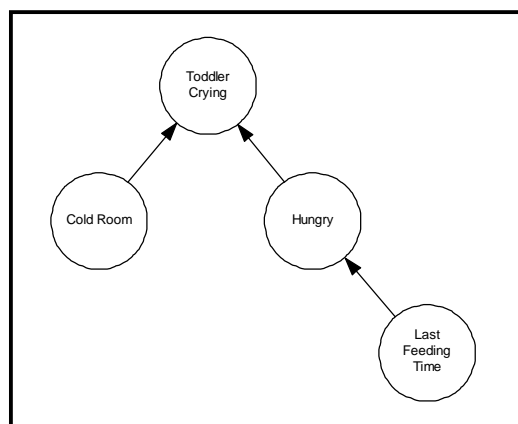 Toddler
Crying
Cold Room
Hungry
Last
Feeding
Time